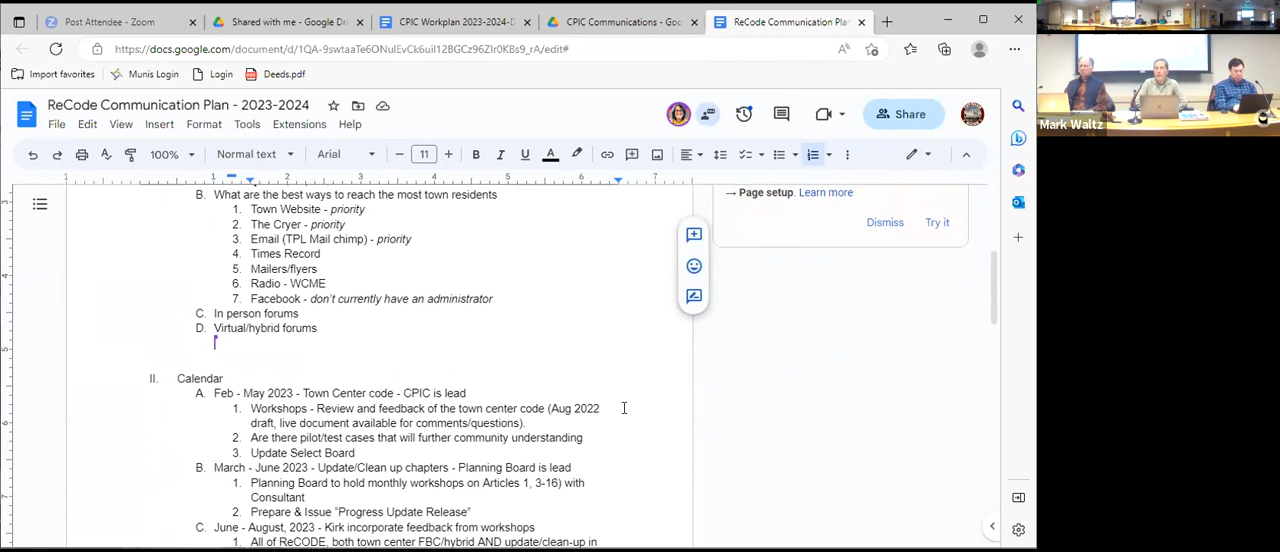 Post Attendee - Zoom
Shared with me - Google Dri
CPIC Workplan 2023-2024-D
CPIC Communications - Goo
ReCode Communication Plan
https://docs.google.com/document/d/1QA-9swtaaTe6ONulEvCk6uil12BGCz96ZIr0KBs9_rA/edit#
Import favorites
Munis Login
Login
Deeds.pdf
ReCode Communication Plan - 2023-2024
File Edit View Insert Format Tools Extensions Help
Share
100% Normal text Arial 11
B. What are the best ways to reach the most town residents
1. Town Website - priority
2. The Cryer - priority
3. Email (TPL Mail chimp) - priority
4. Times Record
5. Mailers/flyers
6. Radio - WCME
7. Facebook - don't currently have an administrator
C. In person forums
D. Virtual/hybrid forums
II. Calendar
A. Feb - May 2023 - Town Center code - CPIC is lead
1. Workshops - Review and feedback of the town center code (Aug 2022
draft, live document available for comments/questions).
2. Are there pilot/test cases that will further community understanding
3. Update Select Board
B. March - June 2023 - Update/Clean up chapters - Planning Board is lead
1. Planning Board to hold monthly workshops on Articles 1, 3-16) with
Consultant
2. Prepare & Issue "Progress Update Release"
C. June - August, 2023 - Kirk incorporate feedback from workshops
1. All of ReCODE, both town center FBC/hybrid AND update/clean-up in
→ Page setup. Learn more
Dismiss Try it
Mark Waltz